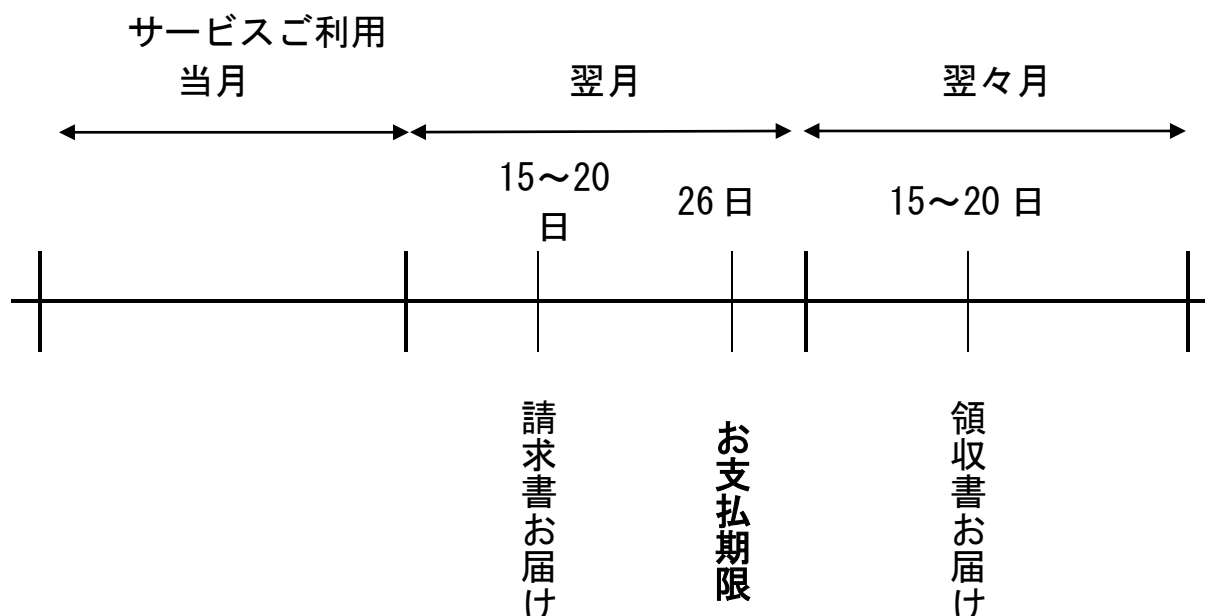 サービスご利用
当月
翌月
翌々月
15～20
日
26日
15～20 日
請求書お届け
お支払期限
領収書お届け